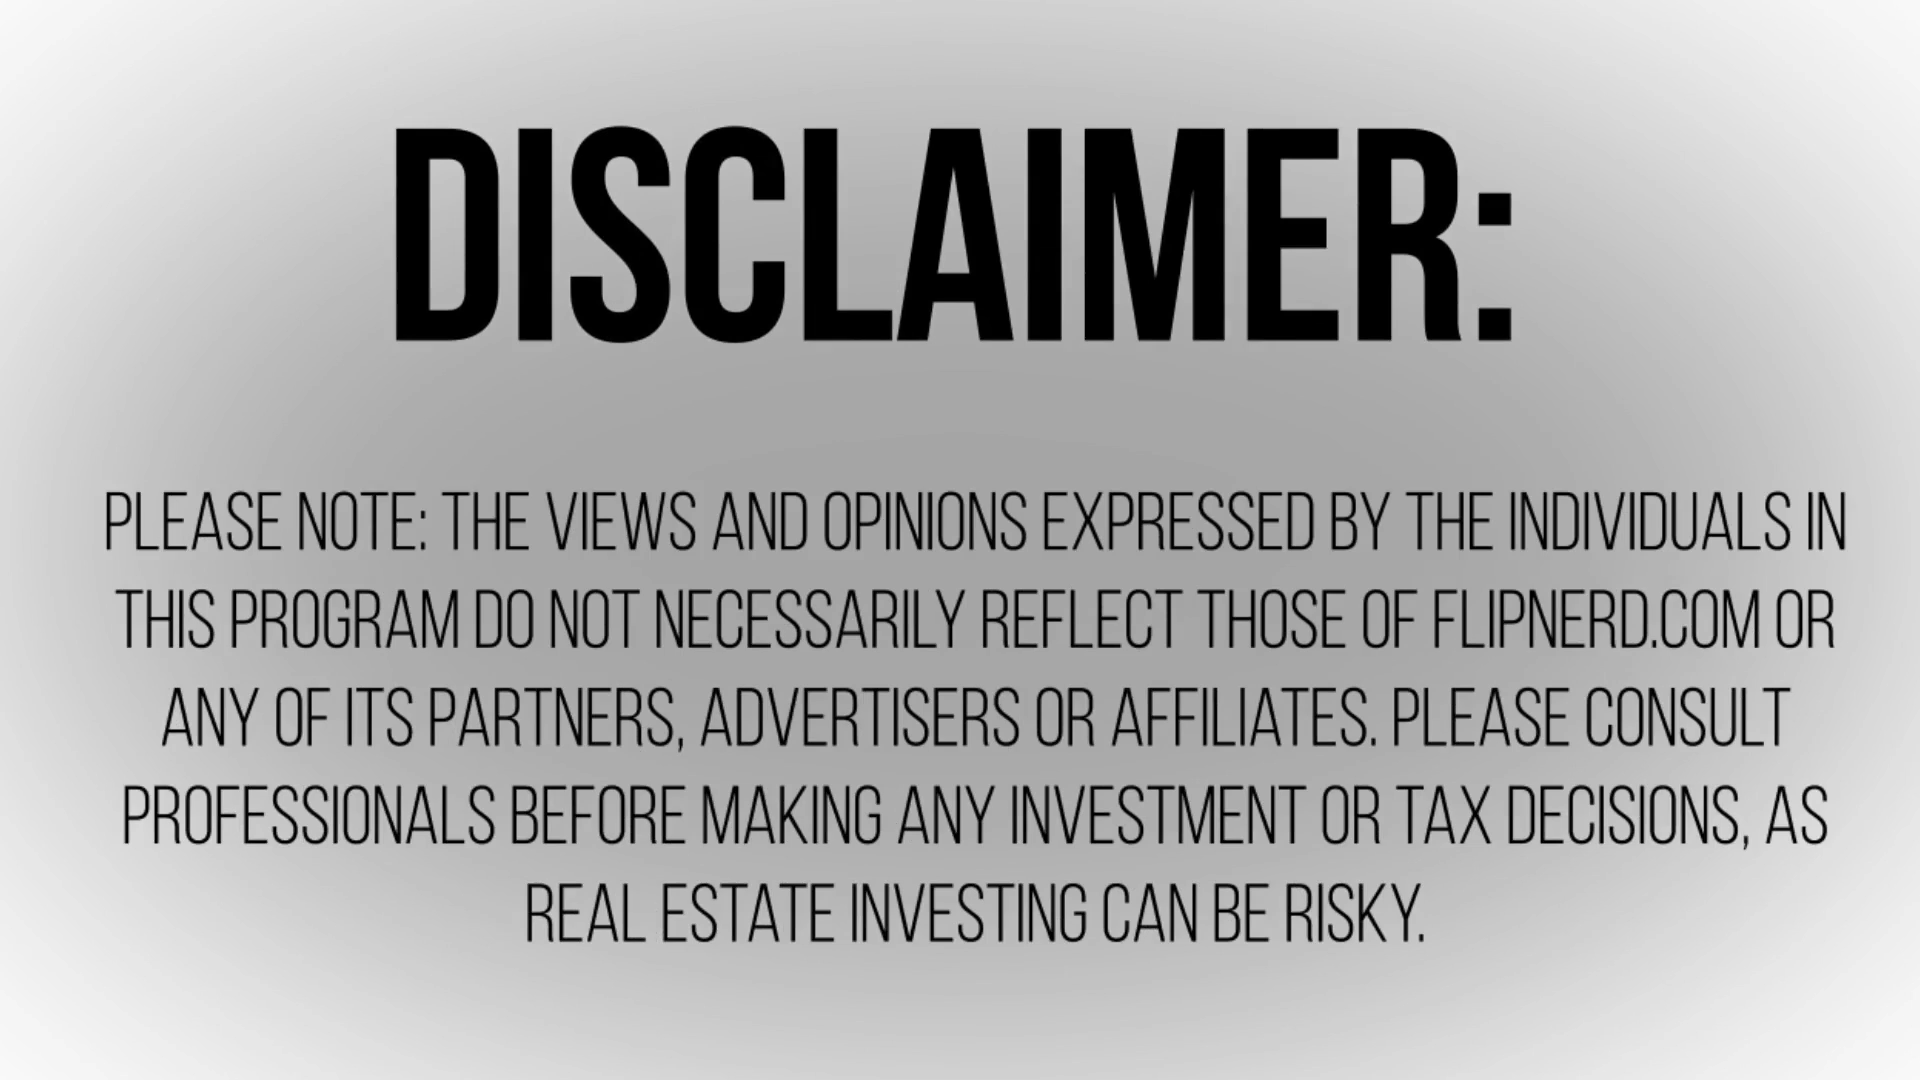 DISCLAIMER:
PLEASE NOTE: THE VIEWS AND OPINIONS EXPRESSED BY THE INDIVIDUALS IN
THIS PROGRAM DO NOT NECESSARILY REFLECT THOSE OF FLIPNERD.COM OR
ANY OF ITS PARTNERS, ADVERTISERS OR AFFILIATES. PLEASE CONSULT
PROFESSIONALS BEFORE MAKING ANY INVESTMENT OR TAX DECISIONS, AS
REAL ESTATE INVESTING CAN BE RISKY.